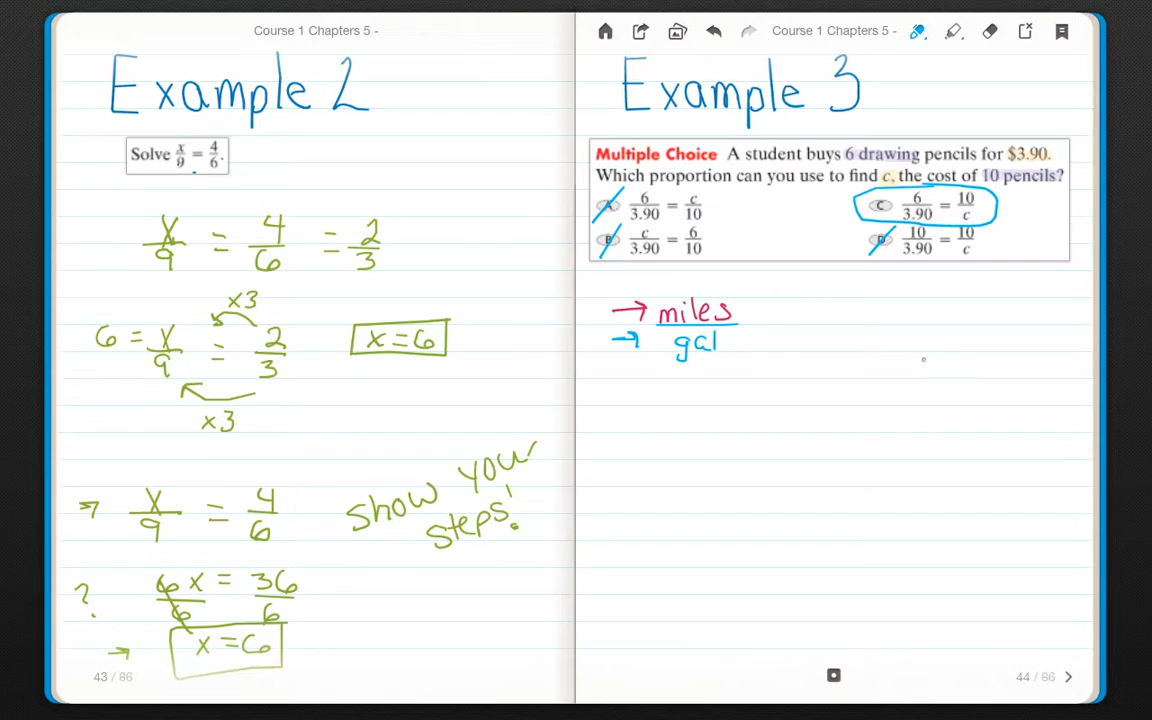 Course 1 Chapters 5 -
Example 2
Solve x/9 = 4/6.
x/9 = 4/6 = 2/3
x3
6 = x/9 = 2/3
x3
x = 6
Show your
steps!
→ x/9 = 4/6
? 6x/6 = 36/6
→ x = 6
43 / 86
Course 1 Chapters 5 -
Example 3
Multiple Choice A student buys 6 drawing pencils for $3.90.
Which proportion can you use to find c, the cost of 10 pencils?
A 6/3.90 = c/10
B c/3.90 = 6/10
C 6/3.90 = 10/c
D 10/3.90 = 10/c
→ miles
→ gal
44 / 86